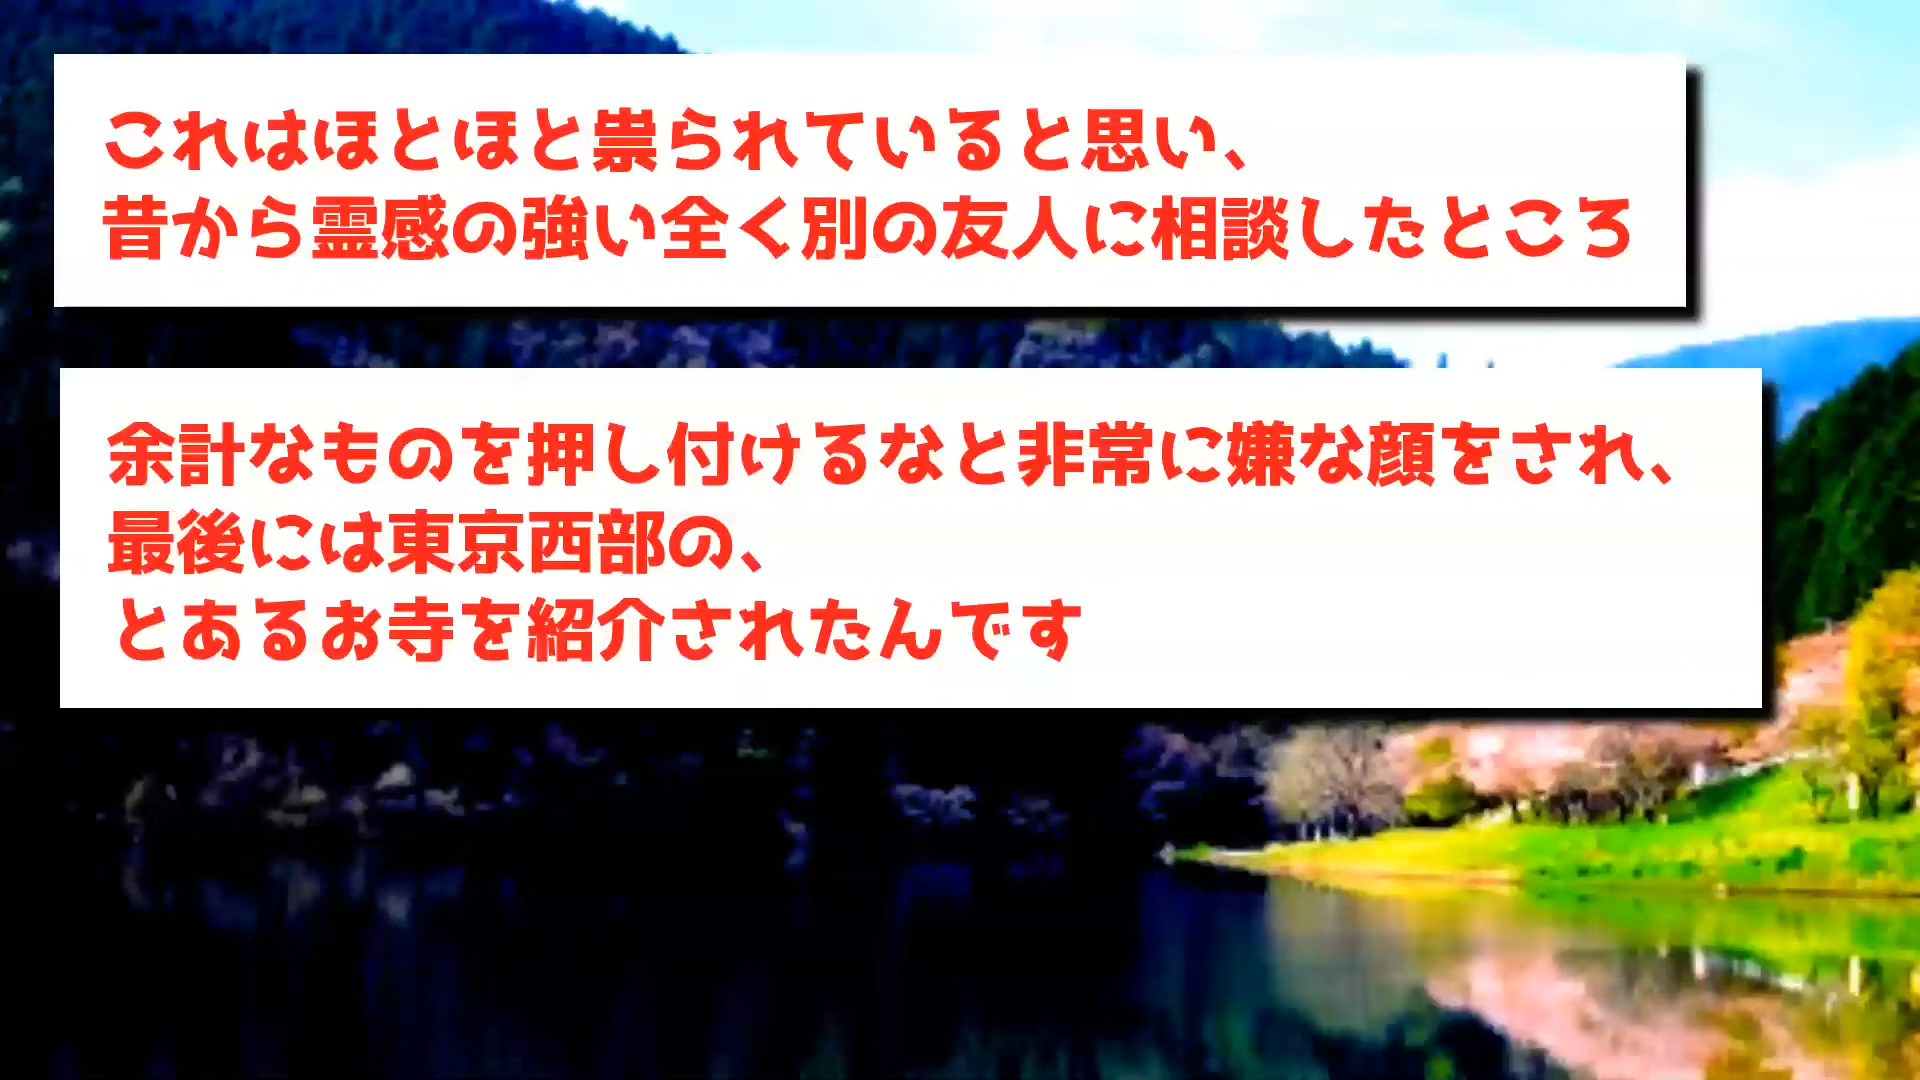 これはほとほと祟られていると思い、
昔から霊感の強い全く別の友人に相談したところ
余計なものを押し付けるなと非常に嫌な顔をされ、
最後には東京西部の、
とあるお寺を紹介されたんです